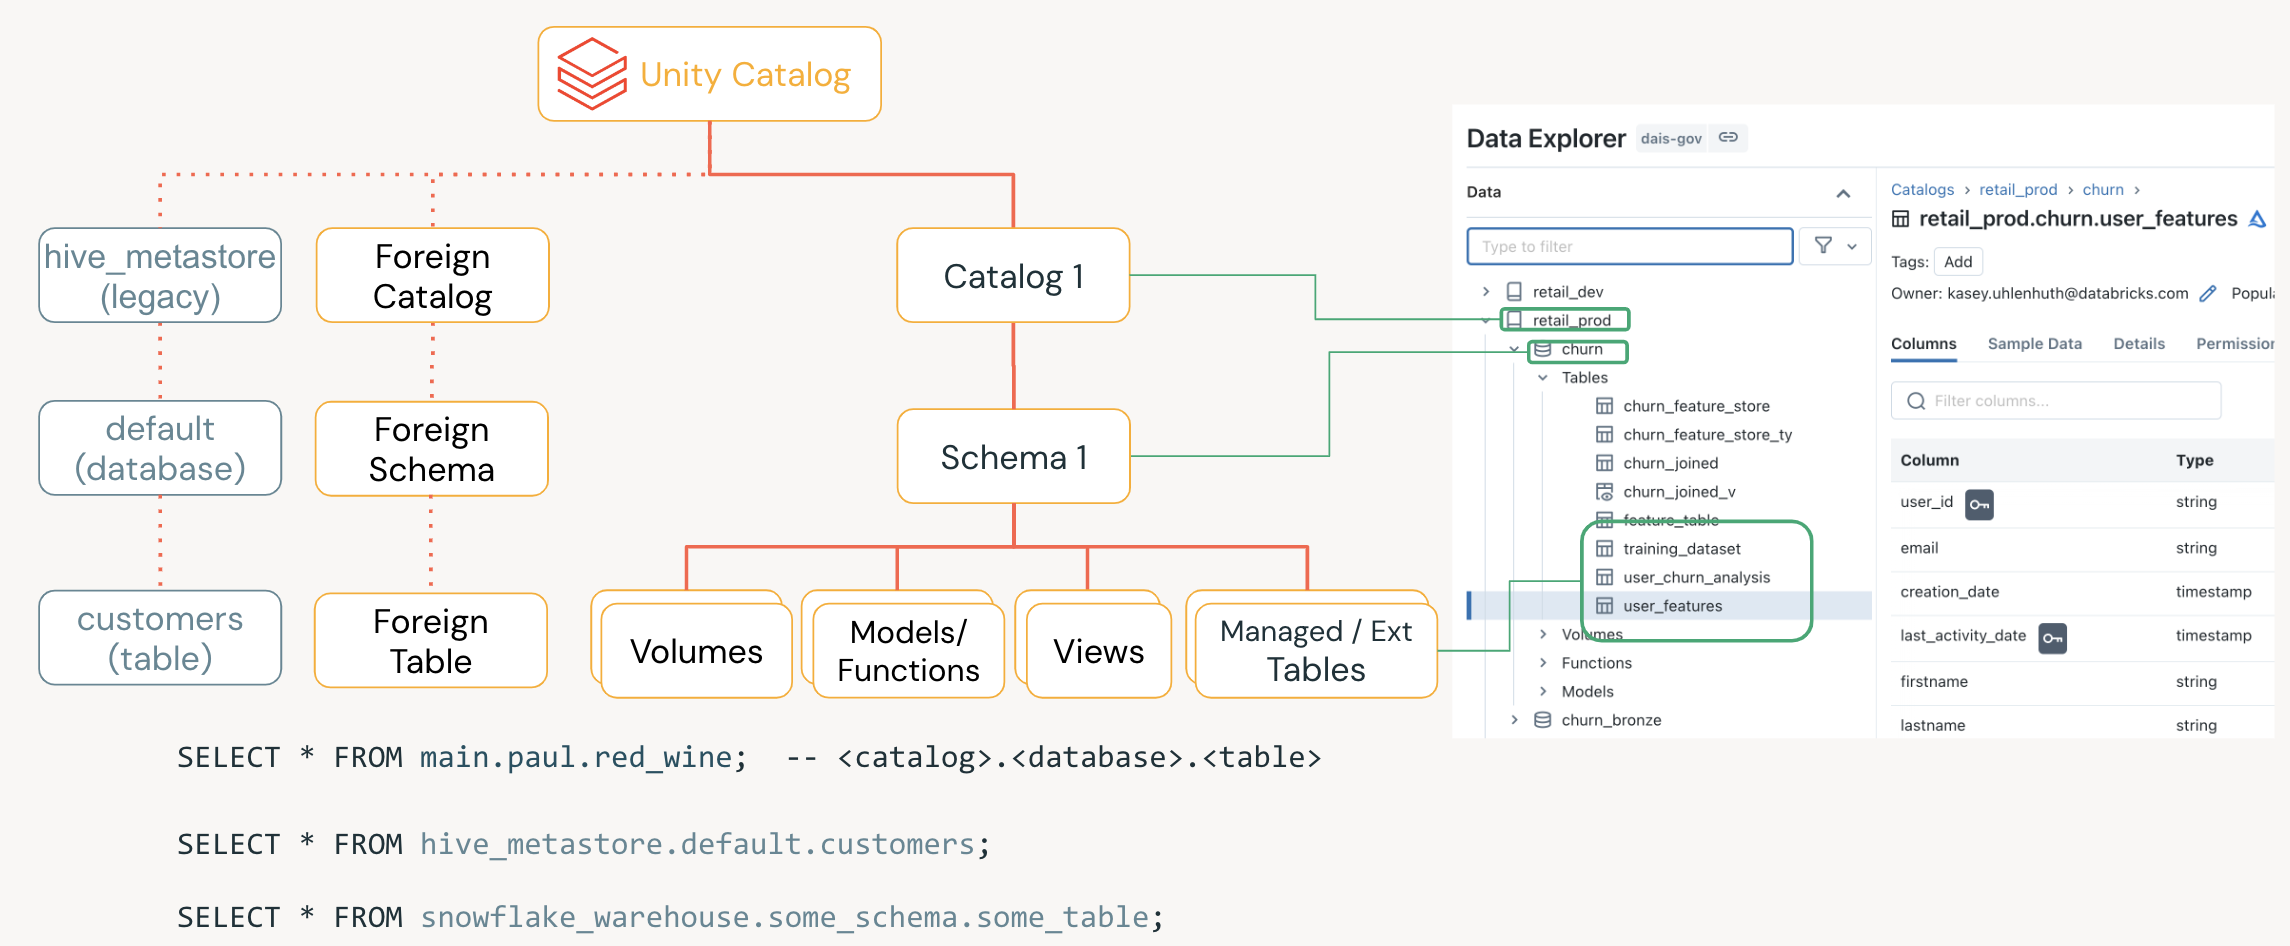 Unity Catalog
hive_metastore
(legacy)
Foreign
Catalog
Catalog 1
default
(database)
Foreign
Schema
Schema 1
customers
(table)
Foreign
Table
Volumes
Models/
Functions
Views
Managed / Ext
Tables
SELECT * FROM main.paul.red_wine;  -- <catalog>.<database>.<table>
SELECT * FROM hive_metastore.default.customers;
SELECT * FROM snowflake_warehouse.some_schema.some_table;
Data Explorer dais-gov
Data
Type to filter
retail_dev
retail_prod
churn
Tables
churn_feature_store
churn_feature_store_ty
churn_joined
churn_joined_v
feature_table
training_dataset
user_churn_analysis
user_features
Volumes
Functions
Models
churn_bronze
Catalogs > retail_prod > churn >
retail_prod.churn.user_features
Tags: Add
Owner: kasey.uhlenhuth@databricks.com Popula
Columns Sample Data Details Permission
Filter columns...
Column Type
user_id string
email string
creation_date timestamp
last_activity_date timestamp
firstname string
lastname string